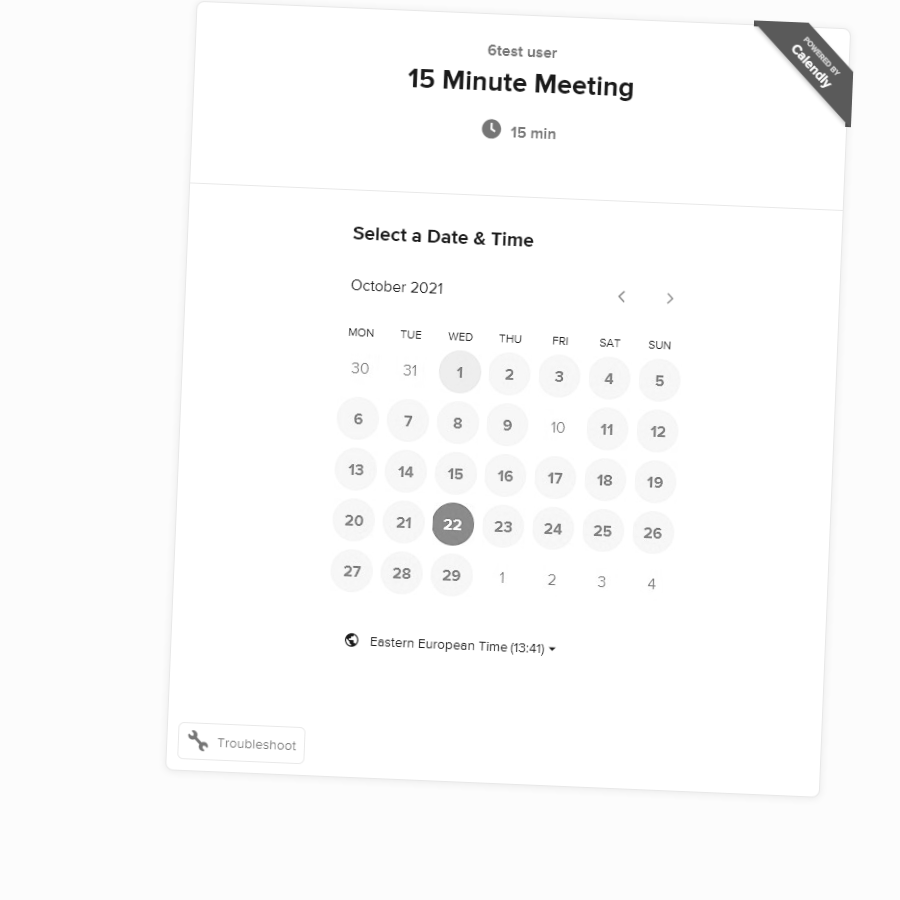 6test user
15 Minute Meeting
15 min
POWERED BY
Calendly
Select a Date & Time
October 2021
MON TUE WED THU FRI SAT SUN
30 31 1 2 3 4 5
6 7 8 9 10 11 12
13 14 15 16 17 18 19
20 21 22 23 24 25 26
27 28 29 1 2 3 4
Eastern European Time (13:41)
Troubleshoot